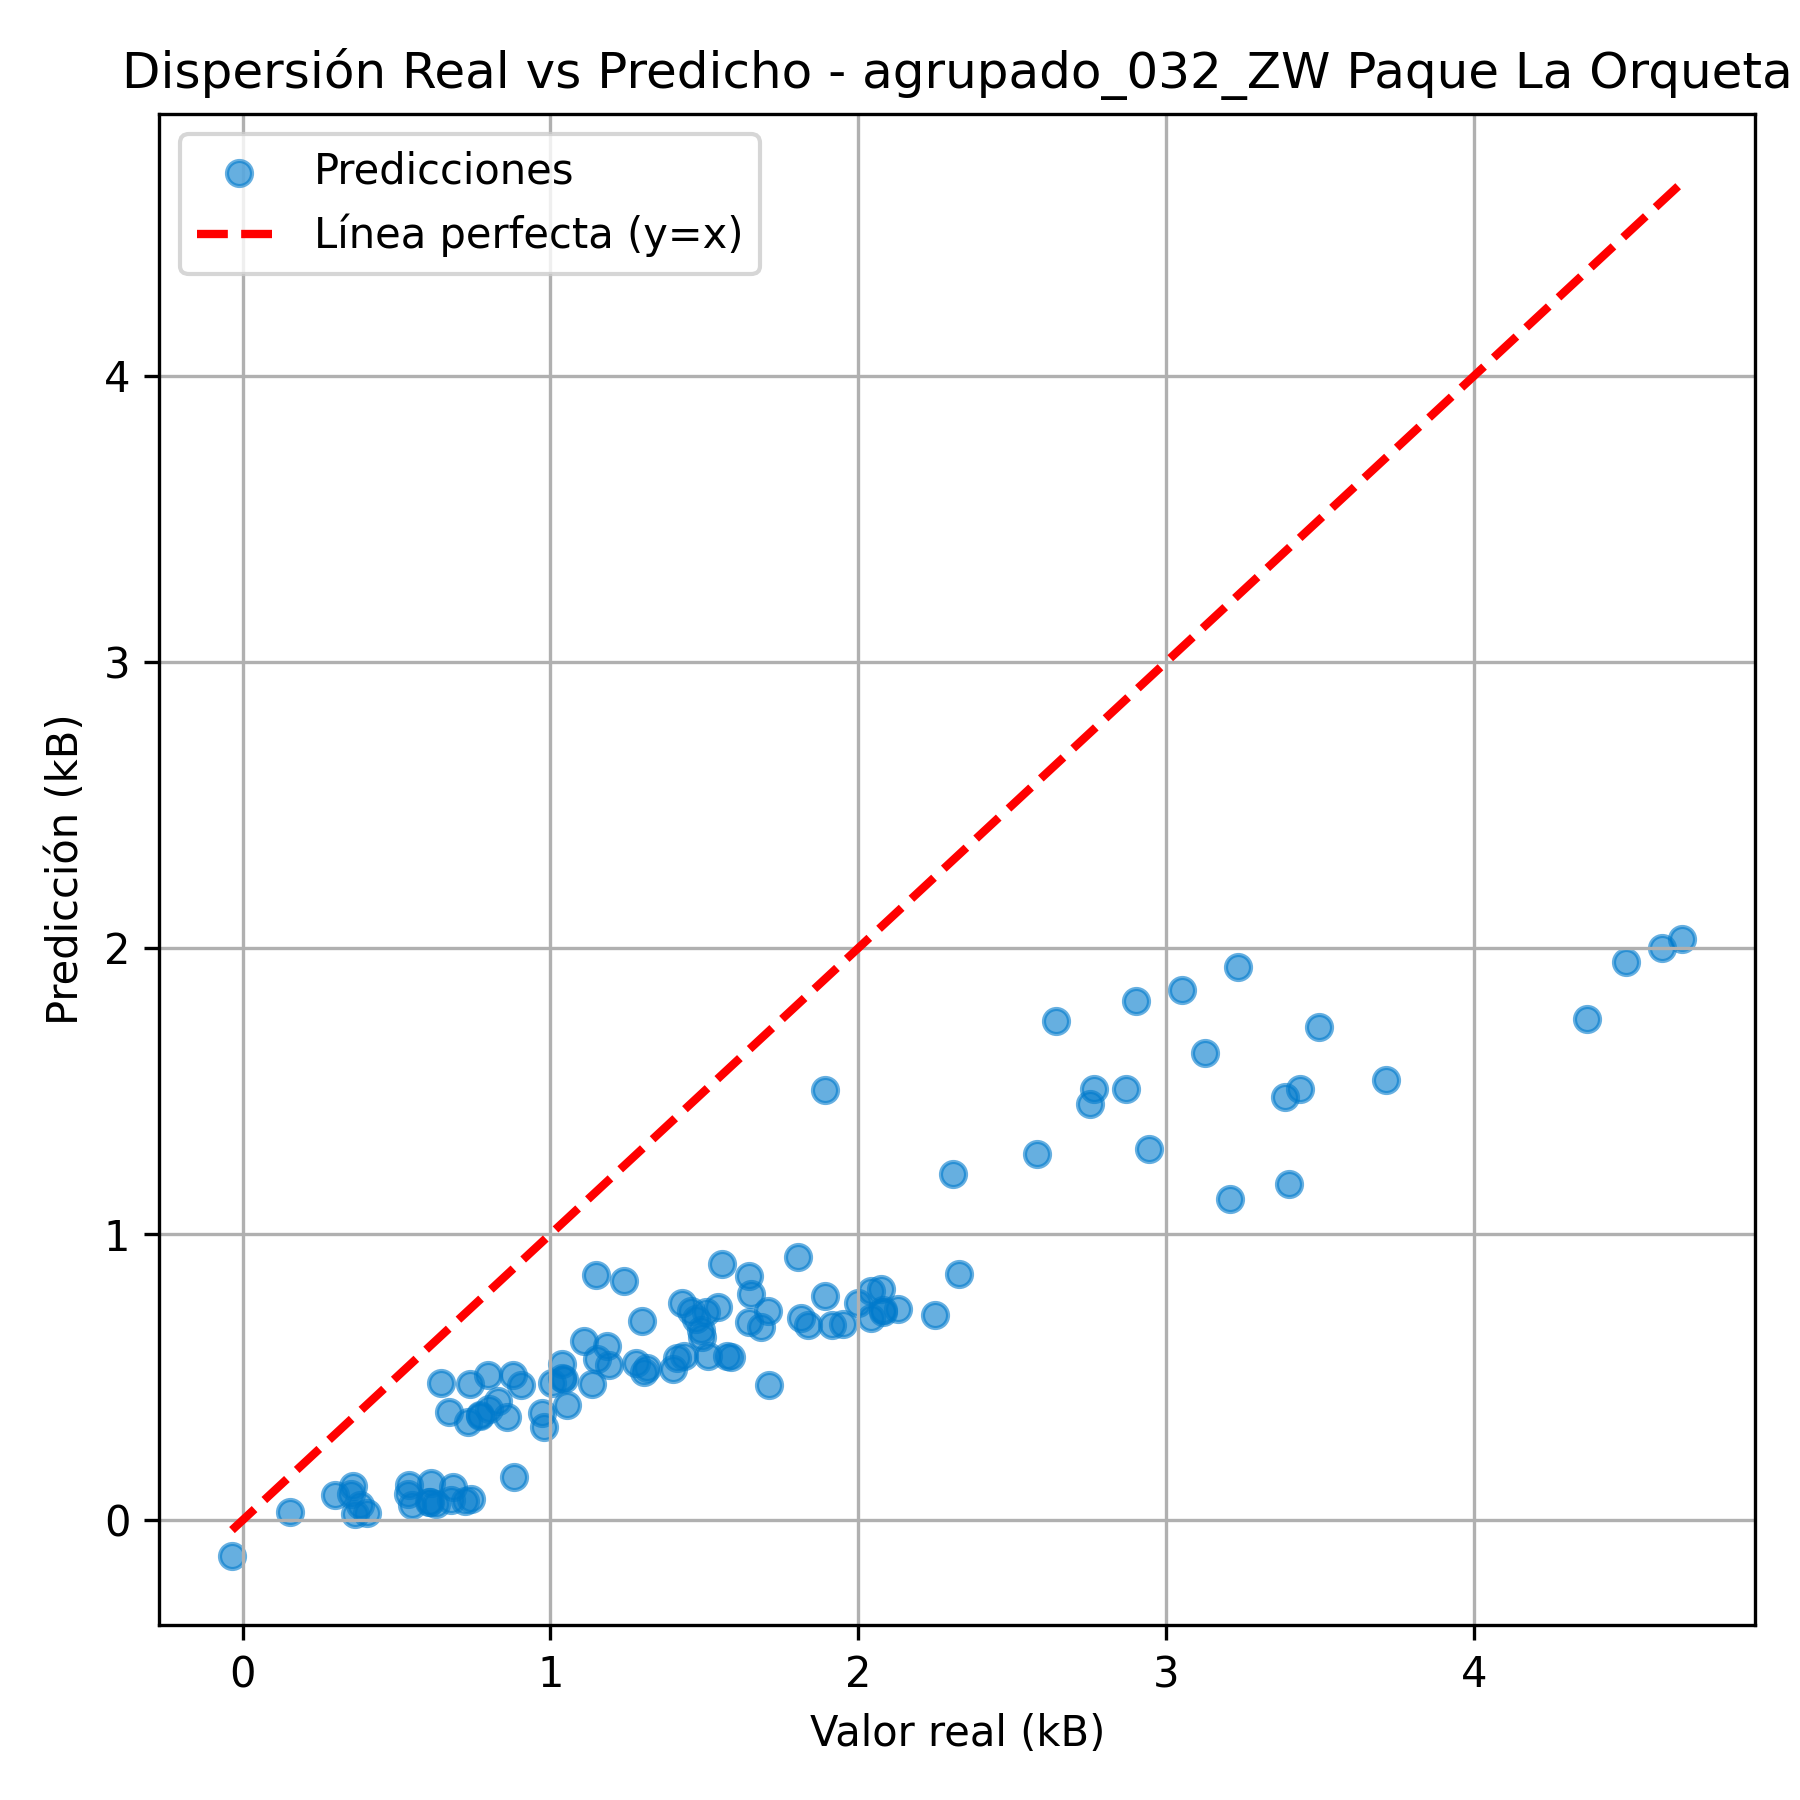 Dispersión Real vs Predicho - agrupado_032_ZW Paque La Orqueta
Predicciones
Línea perfecta (y=x)
4
3
2
1
0
Predicción (kB)
0 1 2 3 4
Valor real (kB)